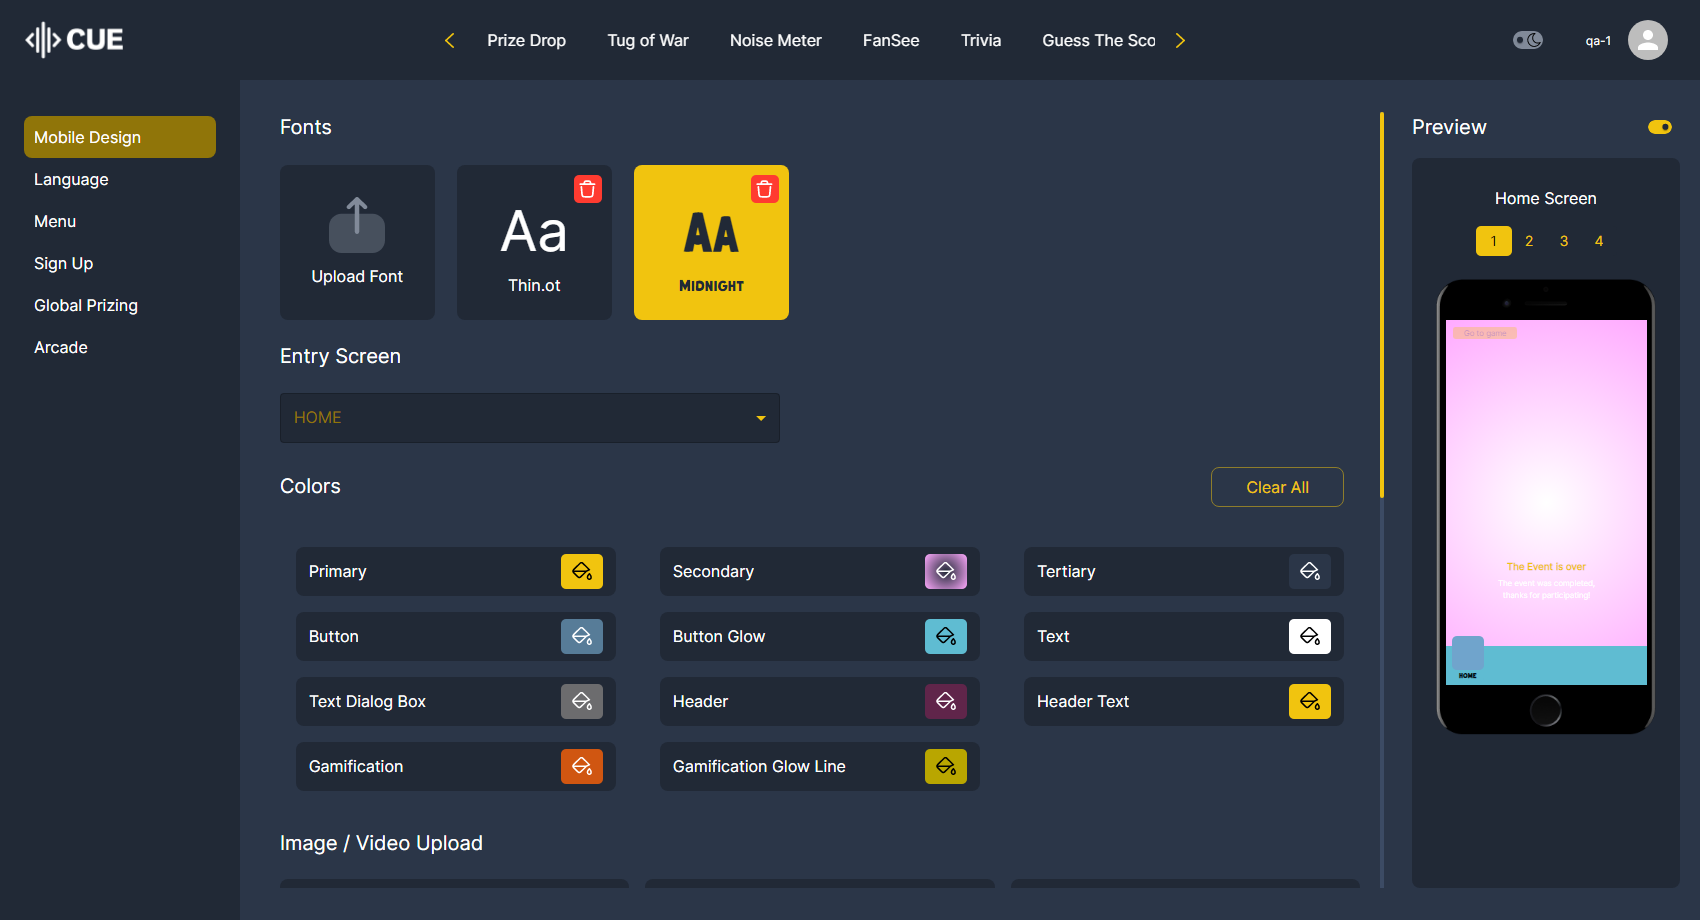 CUE
Prize Drop
Tug of War
Noise Meter
FanSee
Trivia
Guess The Sco
qa-1
Mobile Design
Language
Menu
Sign Up
Global Prizing
Arcade
Fonts
Upload Font
Aa
Thin.ot
AA
MIDNIGHT
Entry Screen
HOME
Colors
Clear All
Primary
Secondary
Tertiary
Button
Button Glow
Text
Text Dialog Box
Header
Header Text
Gamification
Gamification Glow Line
Image / Video Upload
Preview
Home Screen
1 2 3 4
Go to game
The Event is over
The event was completed,
thanks for participating!
HOME